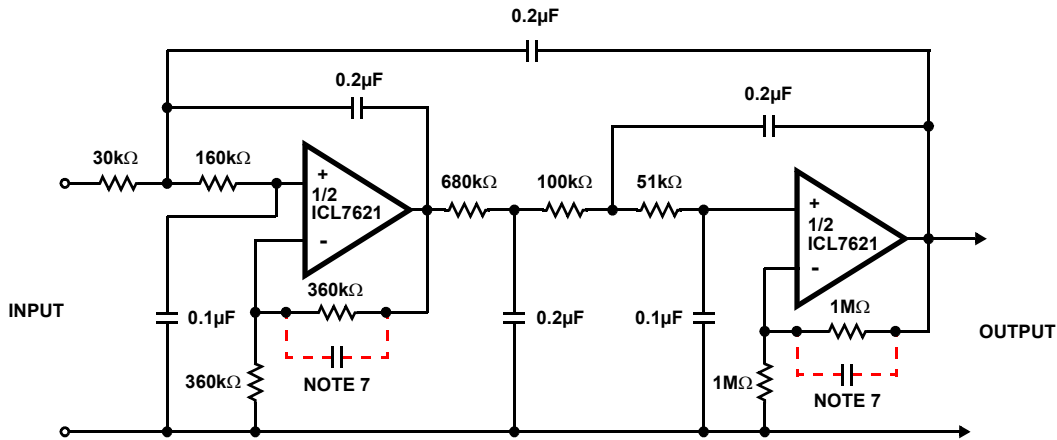 0.2µF
0.2µF
0.2µF
30kΩ
160kΩ
680kΩ
100kΩ
51kΩ
+
1/2
ICL7621
-
+
1/2
ICL7621
-
INPUT
0.1µF
360kΩ
0.2µF
0.1µF
1MΩ
OUTPUT
360kΩ
NOTE 7
1MΩ
NOTE 7